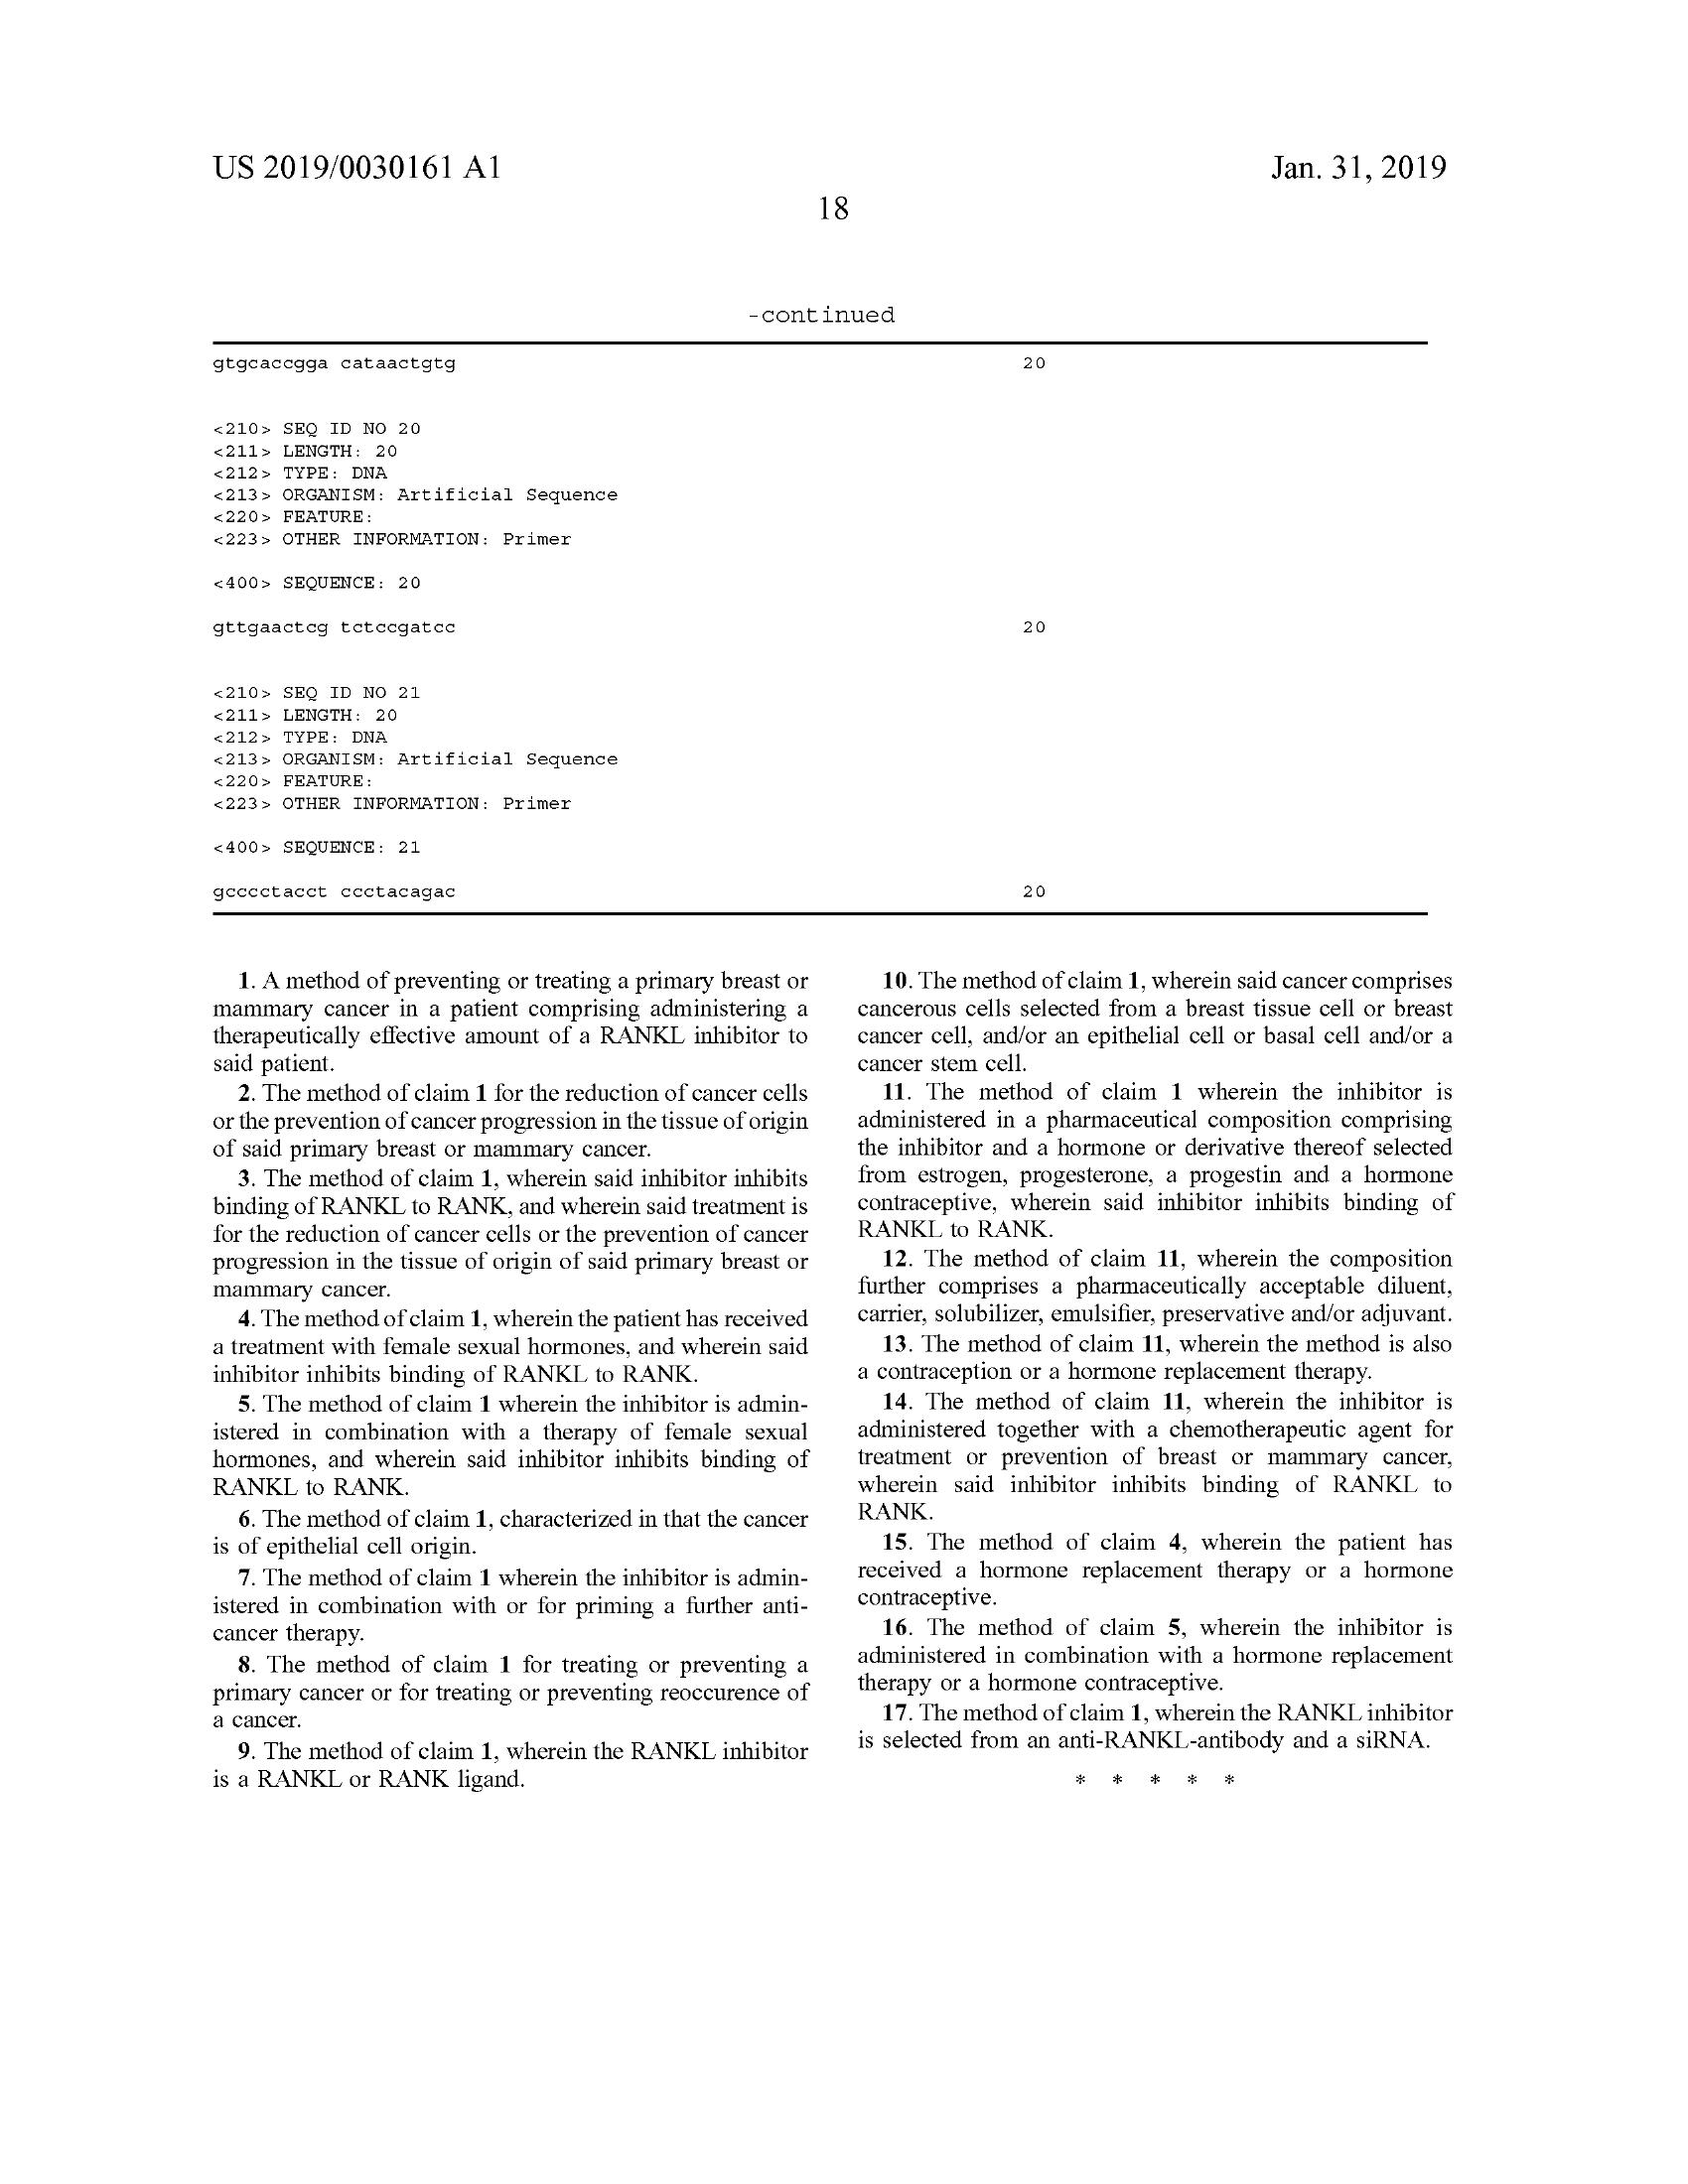 US 2019/0030161 A1
Jan. 31, 2019
18
-continued
gtgcaccgga cataactgtg 20
<210> SEQ ID NO 20
<211> LENGTH: 20
<212> TYPE: DNA
<213> ORGANISM: Artificial Sequence
<220> FEATURE:
<223> OTHER INFORMATION: Primer
<400> SEQUENCE: 20
gttgaactcg tctccgatcc 20
<210> SEQ ID NO 21
<211> LENGTH: 20
<212> TYPE: DNA
<213> ORGANISM: Artificial Sequence
<220> FEATURE:
<223> OTHER INFORMATION: Primer
<400> SEQUENCE: 21
gcccctacct ccctacagac 20
1. A method of preventing or treating a primary breast or
mammary cancer in a patient comprising administering a
therapeutically effective amount of a RANKL inhibitor to
said patient.
2. The method of claim 1 for the reduction of cancer cells
or the prevention of cancer progression in the tissue of origin
of said primary breast or mammary cancer.
3. The method of claim 1, wherein said inhibitor inhibits
binding of RANKL to RANK, and wherein said treatment is
for the reduction of cancer cells or the prevention of cancer
progression in the tissue of origin of said primary breast or
mammary cancer.
4. The method of claim 1, wherein the patient has received
a treatment with female sexual hormones, and wherein said
inhibitor inhibits binding of RANKL to RANK.
5. The method of claim 1 wherein the inhibitor is admin-
istered in combination with a therapy of female sexual
hormones, and wherein said inhibitor inhibits binding of
RANKL to RANK.
6. The method of claim 1, characterized in that the cancer
is of epithelial cell origin.
7. The method of claim 1 wherein the inhibitor is admin-
istered in combination with or for priming a further anti-
cancer therapy.
8. The method of claim 1 for treating or preventing a
primary cancer or for treating or preventing reoccurence of
a cancer.
9. The method of claim 1, wherein the RANKL inhibitor
is a RANKL or RANK ligand.
10. The method of claim 1, wherein said cancer comprises
cancerous cells selected from a breast tissue cell or breast
cancer cell, and/or an epithelial cell or basal cell and/or a
cancer stem cell.
11. The method of claim 1 wherein the inhibitor is
administered in a pharmaceutical composition comprising
the inhibitor and a hormone or derivative thereof selected
from estrogen, progesterone, a progestin and a hormone
contraceptive, wherein said inhibitor inhibits binding of
RANKL to RANK.
12. The method of claim 11, wherein the composition
further comprises a pharmaceutically acceptable diluent,
carrier, solubilizer, emulsifier, preservative and/or adjuvant.
13. The method of claim 11, wherein the method is also
a contraception or a hormone replacement therapy.
14. The method of claim 11, wherein the inhibitor is
administered together with a chemotherapeutic agent for
treatment or prevention of breast or mammary cancer,
wherein said inhibitor inhibits binding of RANKL to
RANK.
15. The method of claim 4, wherein the patient has
received a hormone replacement therapy or a hormone
contraceptive.
16. The method of claim 5, wherein the inhibitor is
administered in combination with a hormone replacement
therapy or a hormone contraceptive.
17. The method of claim 1, wherein the RANKL inhibitor
is selected from an anti-RANKL-antibody and a siRNA.
* * * * *